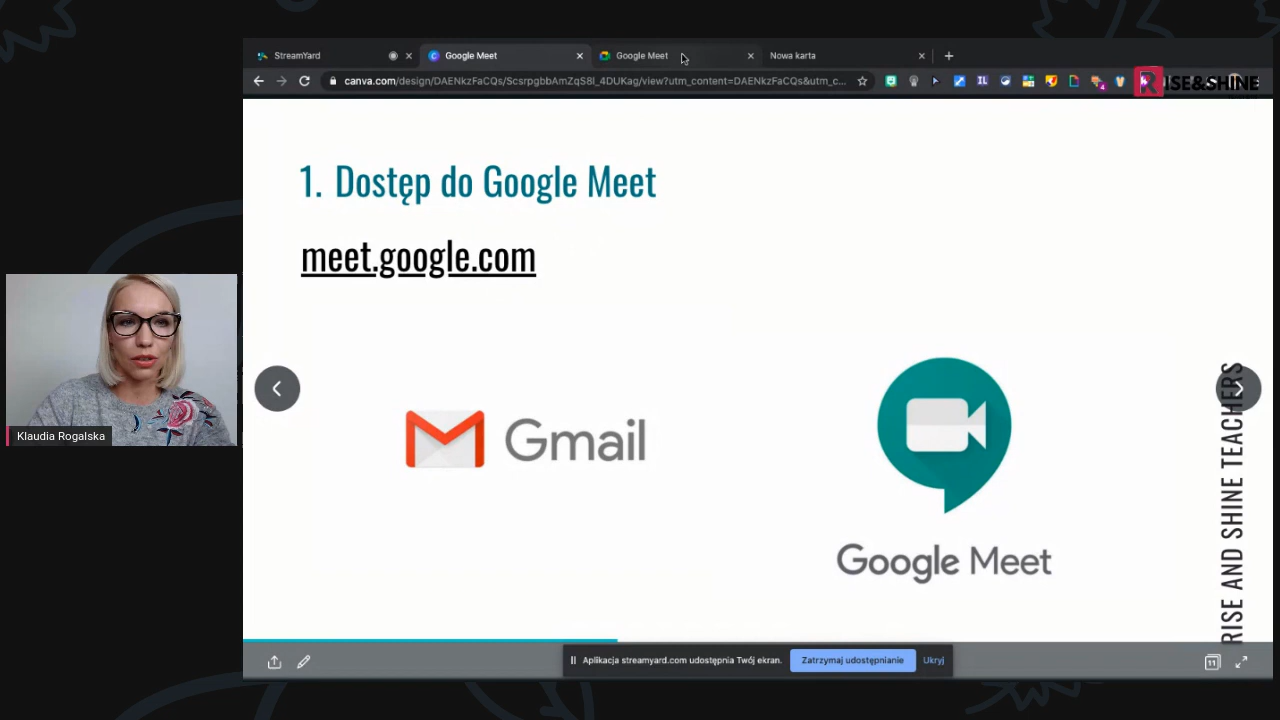 StreamYard
Google Meet
Google Meet
Nowa karta
canva.com/design/DAENkzFaCQs/ScsrpgbbAmZqS8l_4DUKag/view?utm_content=DAENkzFaCQs&utm_c...
RISE&SHINE
1. Dostęp do Google Meet
meet.google.com
Gmail
Google Meet
RISE AND SHINE TEACHERS
Klaudia Rogalska
Aplikacja streamyard.com udostępnia Twój ekran.
Zatrzymaj udostępnianie
Ukryj
11